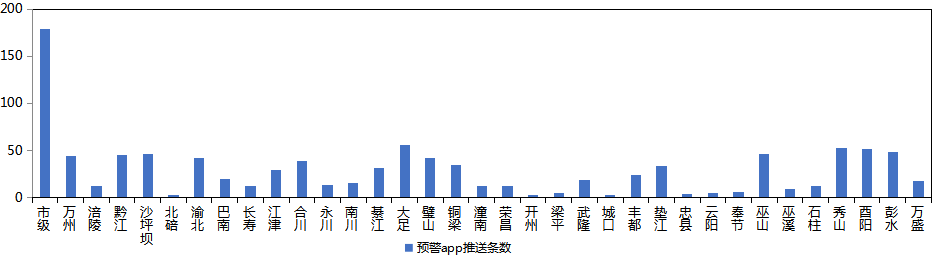 200
150
100
50
0
市级 万州 涪陵 黔江 沙坪坝 北碚 渝北 巴南 长寿 江津 合川 永川 南川 綦江 大足 璧山 铜梁 潼南 荣昌 开州 梁平 武隆 城口 丰都 垫江 忠县 云阳 奉节 巫山 巫溪 石柱 秀山 酉阳 彭水 万盛
预警app推送条数